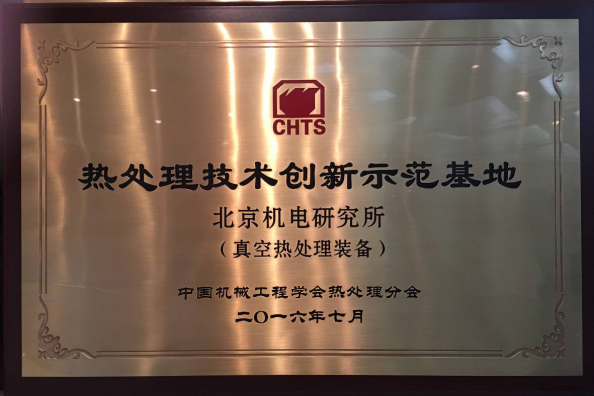 CHTS
热处理技术创新示范基地
北京机电研究所
（真空热处理装备）
中国机械工程学会热处理分会
二〇一六年七月